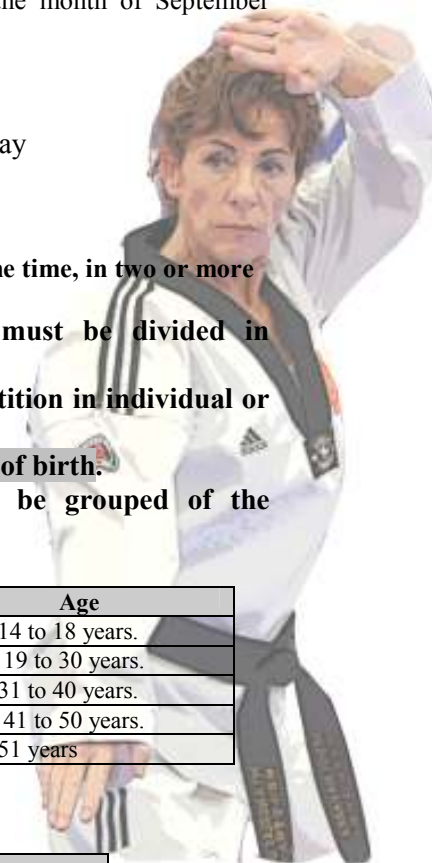 the month of September
ay
ne time, in two or more
must be divided in
tition in individual or
of birth.
be grouped of the
Age
14 to 18 years.
19 to 30 years.
31 to 40 years.
41 to 50 years.
51 years